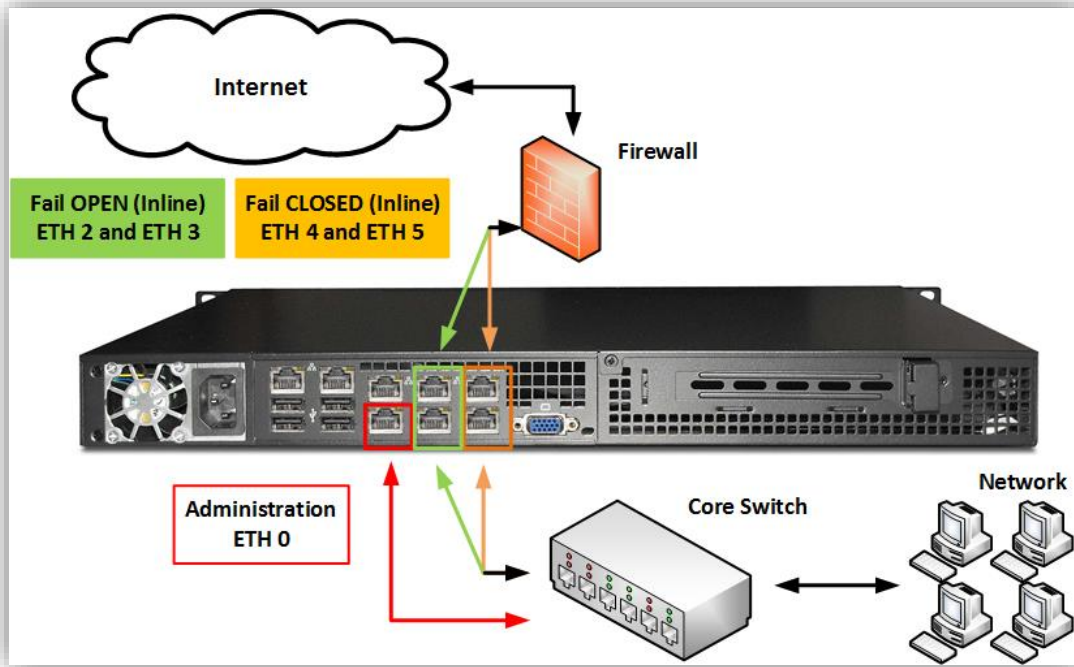 Internet
Firewall
Fail OPEN (Inline)
ETH 2 and ETH 3
Fail CLOSED (Inline)
ETH 4 and ETH 5
Administration
ETH 0
Core Switch
Network